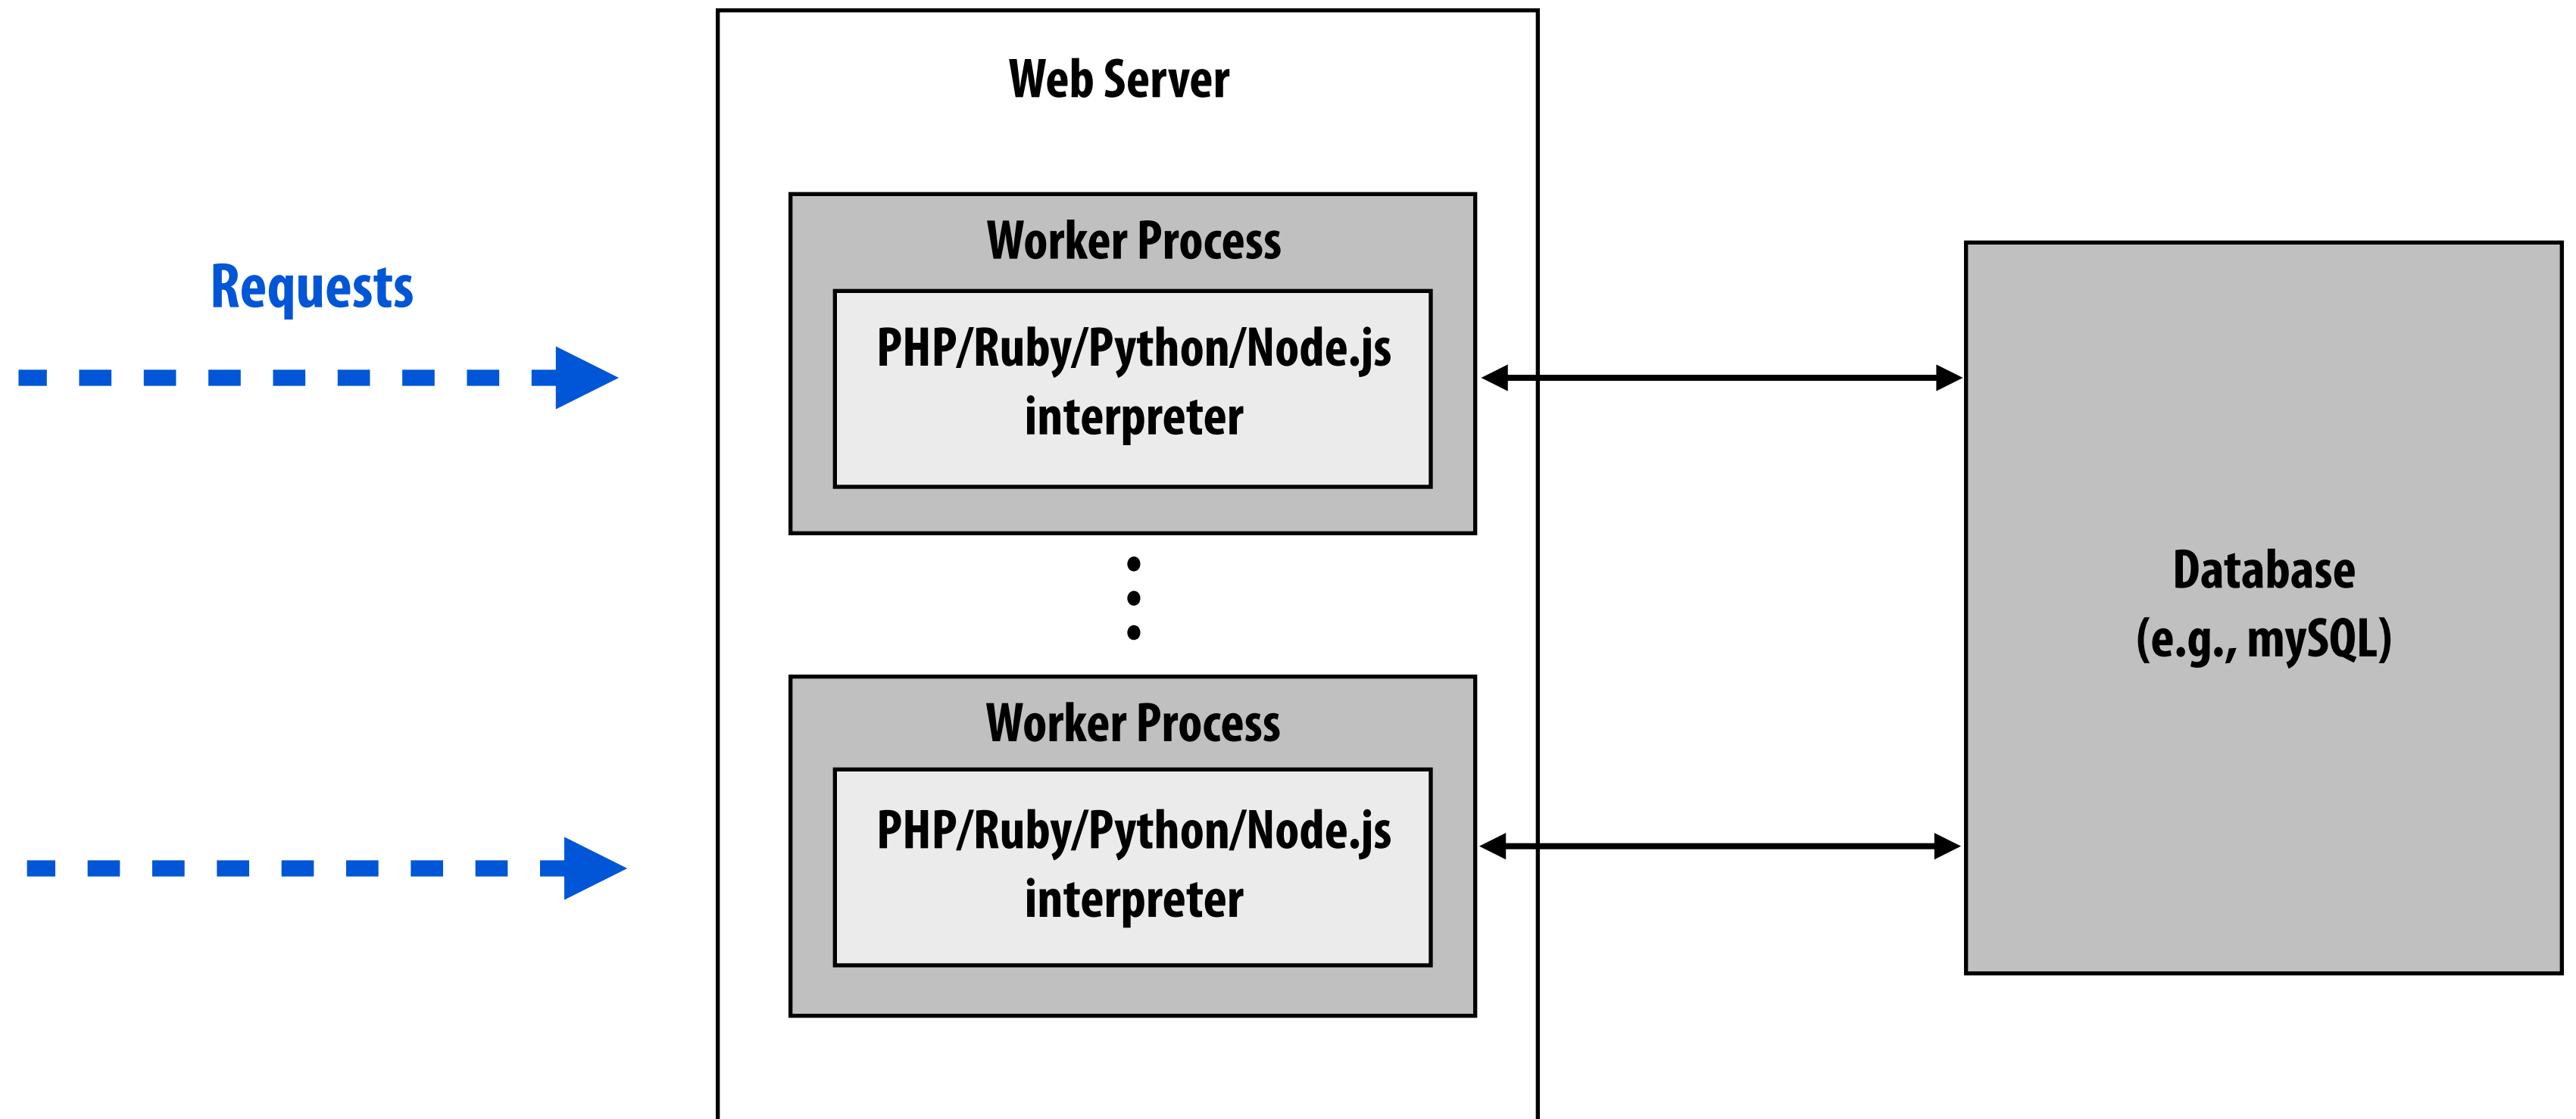 Web Server
Requests
Worker Process
PHP/Ruby/Python/Node.js
interpreter
Worker Process
PHP/Ruby/Python/Node.js
interpreter
Database
(e.g., mySQL)